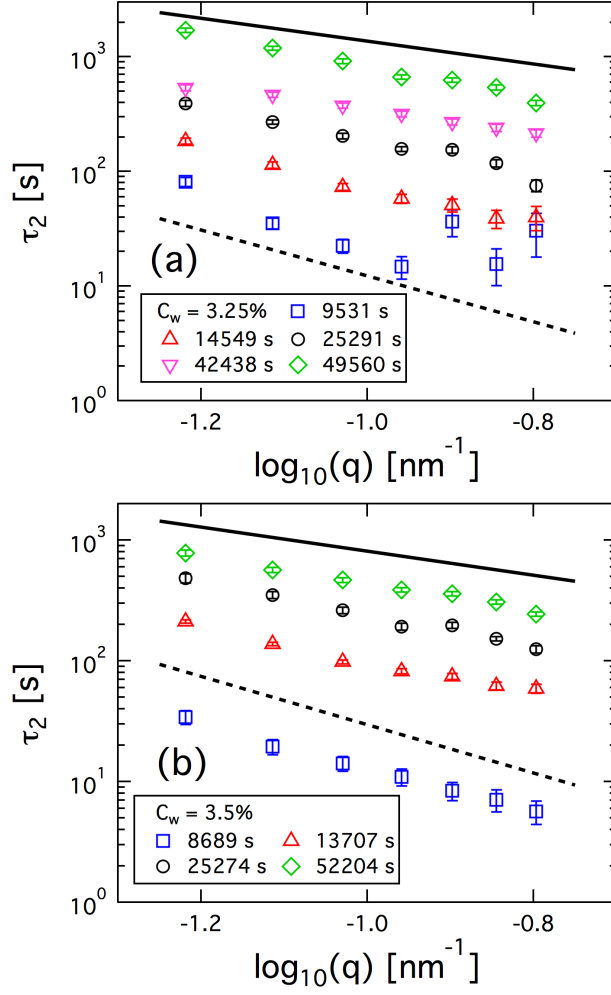 10³
10²
10¹
10⁰
τ₂ [s]
(a)
C_w = 3.25% 9531 s
14549 s 25291 s
42438 s 49560 s
-1.2 -1.0 -0.8
log₁₀(q) [nm⁻¹]
10³
10²
10¹
10⁰
τ₂ [s]
(b)
C_w = 3.5%
8689 s 13707 s
25274 s 52204 s
-1.2 -1.0 -0.8
log₁₀(q) [nm⁻¹]